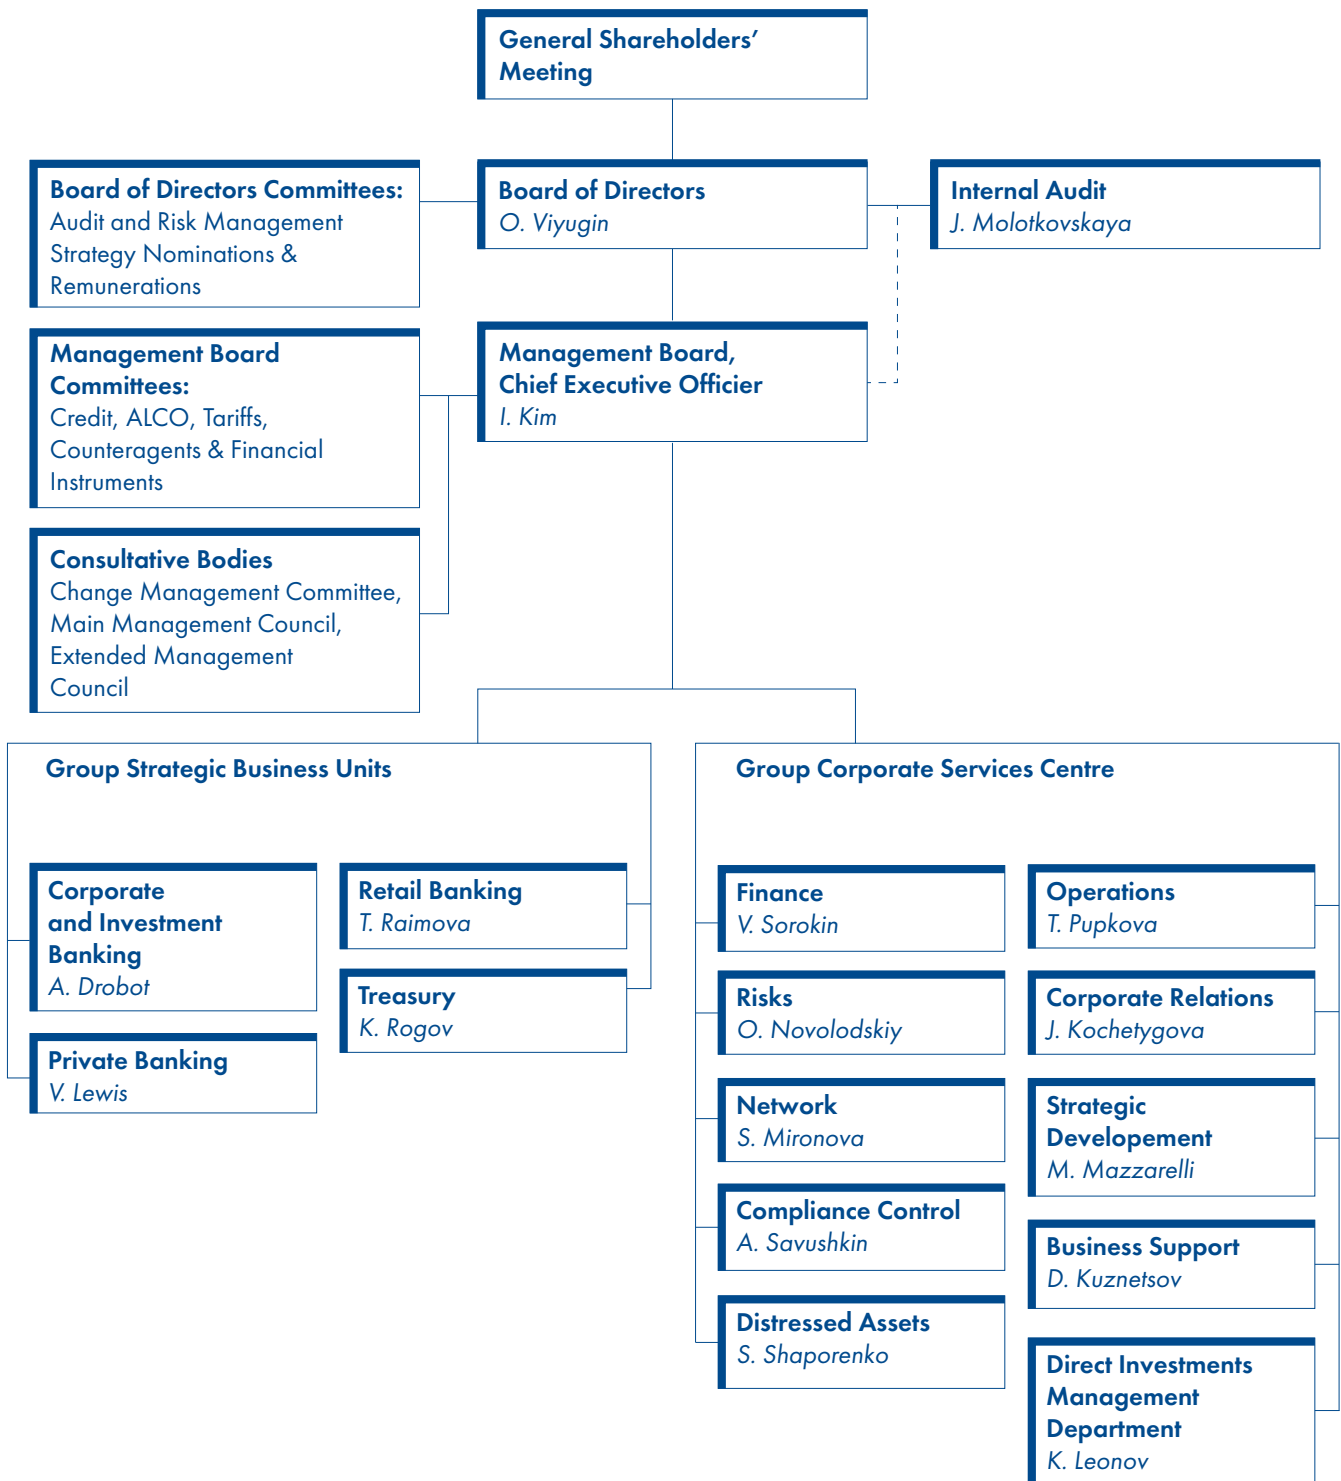 General Shareholders’
Meeting
Board of Directors Committees:
Audit and Risk Management
Strategy Nominations &
Remunerations
Board of Directors
O. Viyugin
Internal Audit
J. Molotkovskaya
Management Board
Committees:
Credit, ALCO, Tariffs,
Counteragents & Financial
Instruments
Management Board,
Chief Executive Officier
I. Kim
Consultative Bodies
Change Management Committee,
Main Management Council,
Extended Management
Council
Group Strategic Business Units
Corporate
and Investment
Banking
A. Drobot
Retail Banking
T. Raimova
Private Banking
V. Lewis
Treasury
K. Rogov
Group Corporate Services Centre
Finance
V. Sorokin
Operations
T. Pupkova
Risks
O. Novolodskiy
Corporate Relations
J. Kochetygova
Network
S. Mironova
Strategic
Developement
M. Mazzarelli
Compliance Control
A. Savushkin
Business Support
D. Kuznetsov
Distressed Assets
S. Shaporenko
Direct Investments
Management
Department
K. Leonov